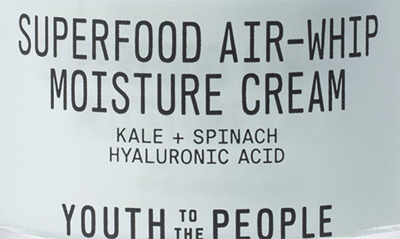 SUPERFOOD AIR-WHIP
MOISTURE CREAM
KALE + SPINACH
HYALURONIC ACID
YOUTH TO THE PEOPLE